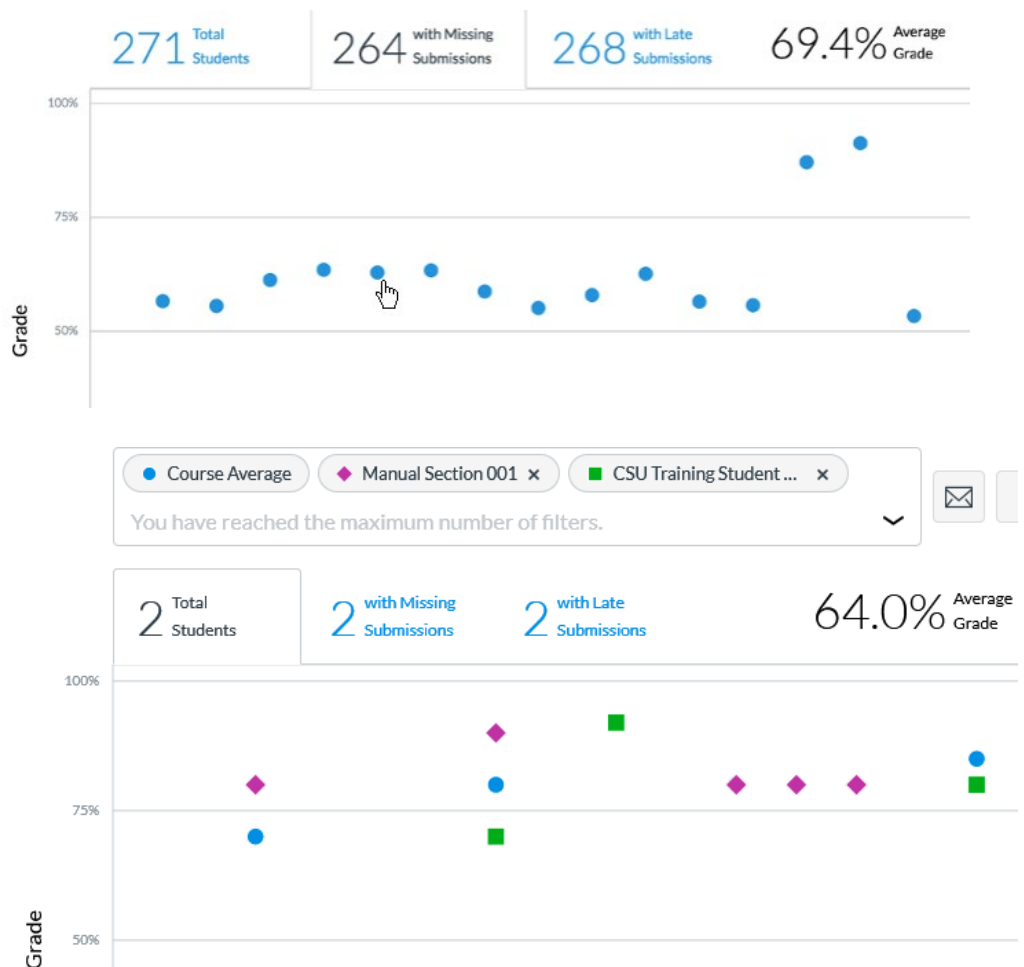 271 Total Students
264 with Missing Submissions
268 with Late Submissions
69.4% Average Grade
100%
75%
50%
Grade
Course Average
Manual Section 001 ×
CSU Training Student ... ×
You have reached the maximum number of filters.
2 Total Students
2 with Missing Submissions
2 with Late Submissions
64.0% Average Grade
100%
75%
50%
Grade